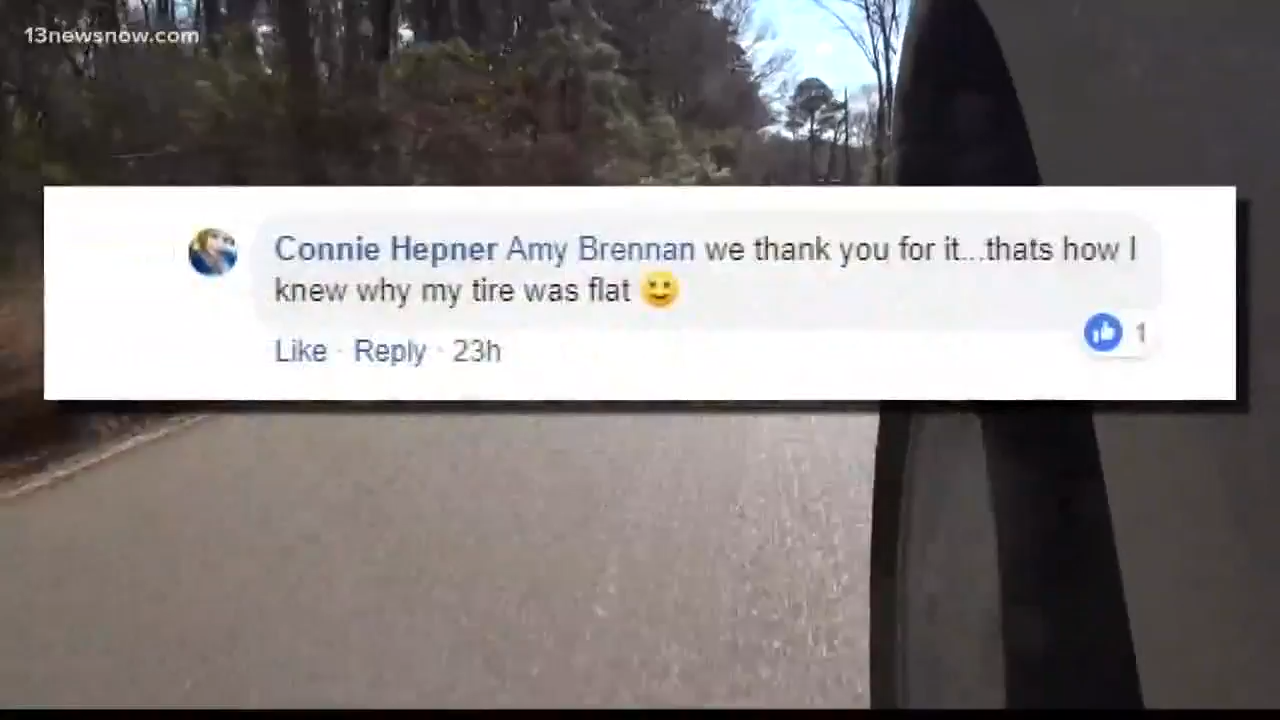 13newsnow.com
Connie Hepner Amy Brennan we thank you for it...thats how I
knew why my tire was flat 🙂
Like · Reply · 23h
1